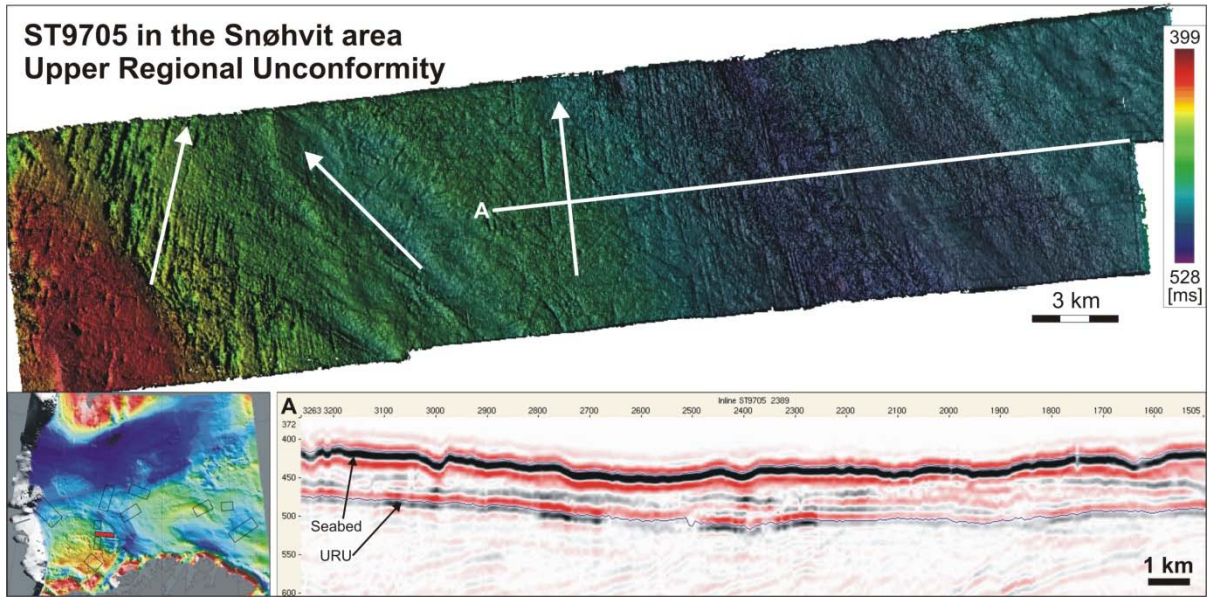 ST9705 in the Snøhvit area
Upper Regional Unconformity
399
528
[ms]
A
3 km
A
Inline ST9705 2389
3263 3200 3100 3000 2900 2800 2700 2600 2500 2400 2300 2200 2100 2000 1900 1800 1700 1600 1505
372
400
450
500
550
600
Seabed
URU
1 km